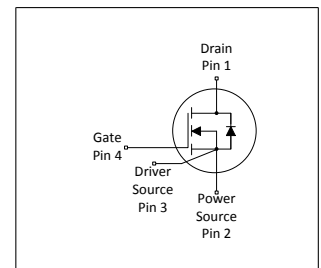 Drain
Pin 1
Gate
Pin 4
Driver
Source
Pin 3
Power
Source
Pin 2